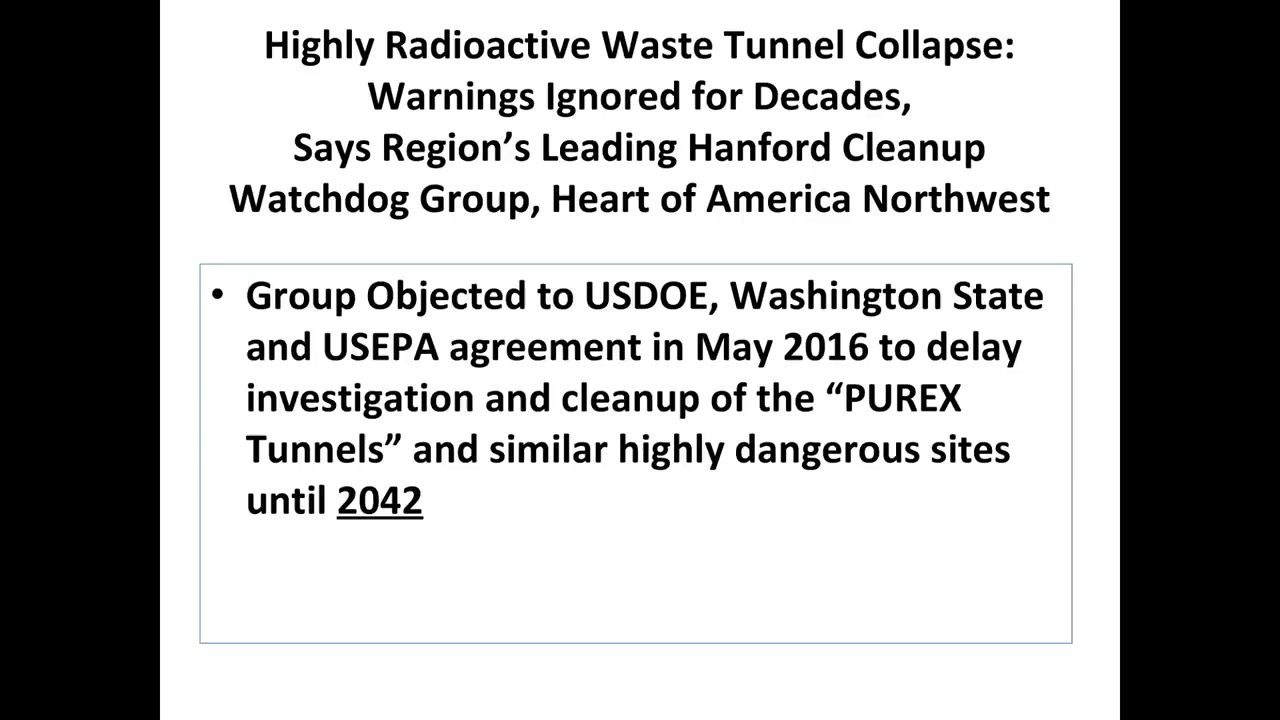 Highly Radioactive Waste Tunnel Collapse:
Warnings Ignored for Decades,
Says Region’s Leading Hanford Cleanup
Watchdog Group, Heart of America Northwest
• Group Objected to USDOE, Washington State
and USEPA agreement in May 2016 to delay
investigation and cleanup of the “PUREX
Tunnels” and similar highly dangerous sites
until 2042